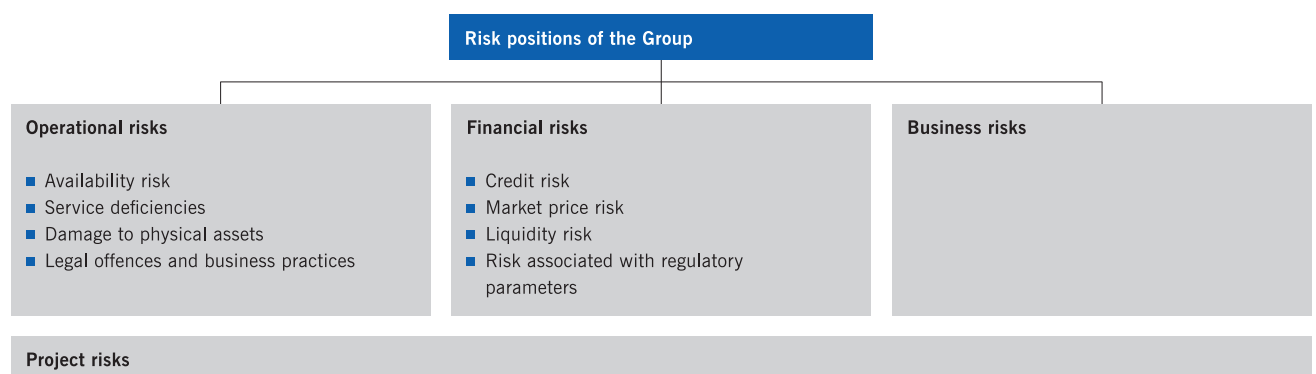 Risk positions of the Group
Operational risks
Availability risk
Service deficiencies
Damage to physical assets
Legal offences and business practices
Financial risks
Credit risk
Market price risk
Liquidity risk
Risk associated with regulatory
parameters
Business risks
Project risks